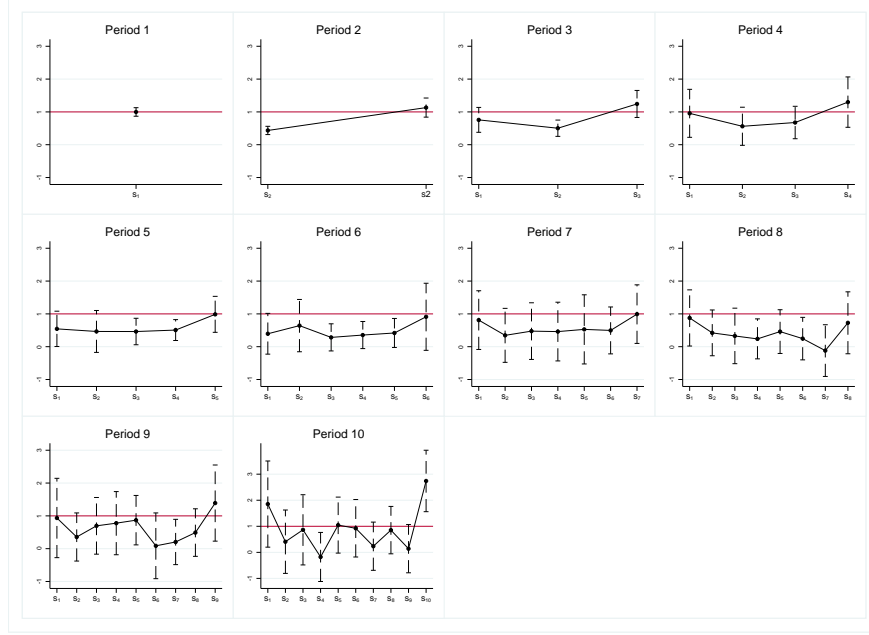 Period 1
3
2
1
0
-1
s₁
Period 2
3
2
1
0
-1
s₂ s2
Period 3
3
2
1
0
-1
s₁ s₂ s₃
Period 4
3
2
1
0
-1
s₁ s₂ s₃ s₄
Period 5
3
2
1
0
-1
s₁ s₂ s₃ s₄ s₅
Period 6
3
2
1
0
-1
s₁ s₂ s₃ s₄ s₅ s₆
Period 7
3
2
1
0
-1
s₁ s₂ s₃ s₄ s₅ s₆ s₇
Period 8
3
2
1
0
-1
s₁ s₂ s₃ s₄ s₅ s₆ s₇ s₈
Period 9
3
2
1
0
-1
s₁ s₂ s₃ s₄ s₅ s₆ s₇ s₈ s₉
Period 10
3
2
1
0
-1
s₁ s₂ s₃ s₄ s₅ s₆ s₇ s₈ s₉ s₁₀